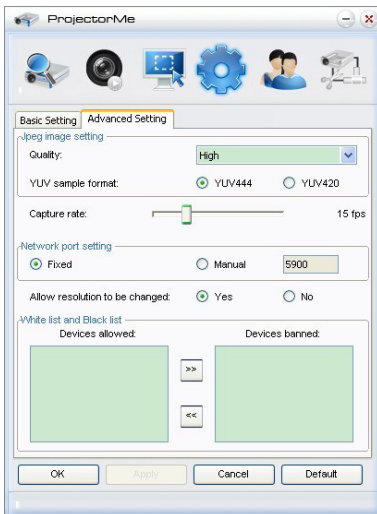 ProjectorMe
Basic Setting Advanced Setting
Jpeg image setting
Quality: High
YUV sample format: YUV444 YUV420
Capture rate: 15 fps
Network port setting
Fixed Manual 5900
Allow resolution to be changed: Yes No
White list and Black list
Devices allowed: Devices banned:
>>
<<
OK Apply Cancel Default